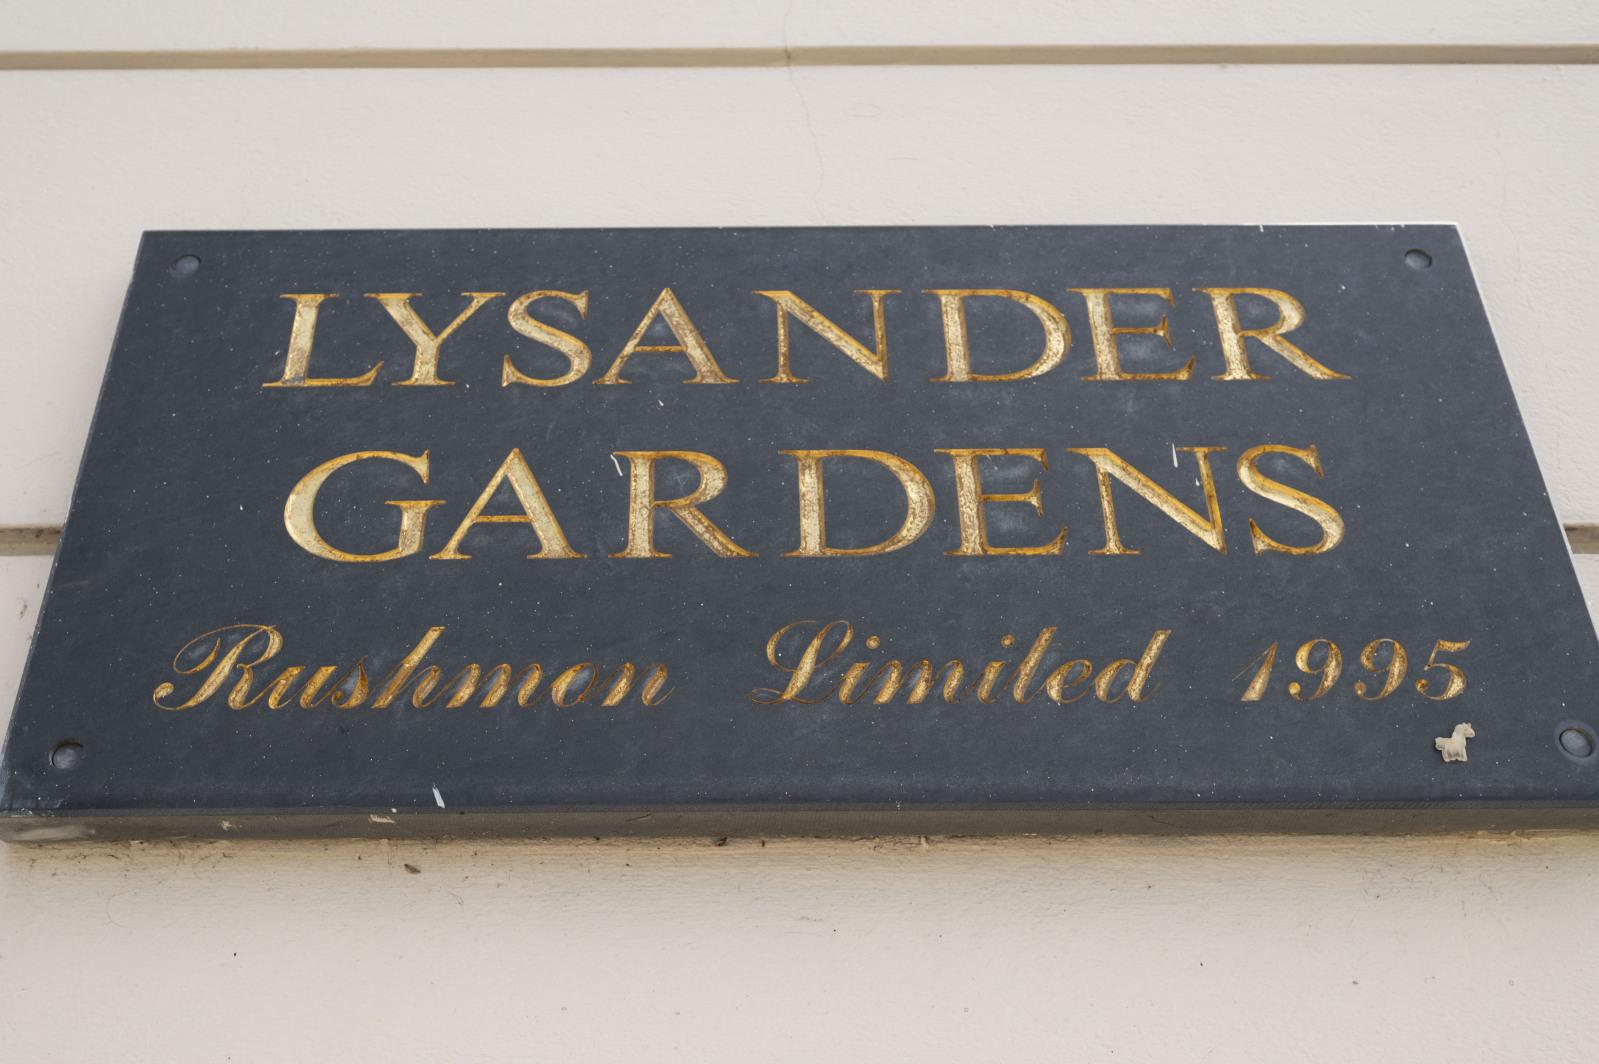 LYSANDER
GARDENS
Rushmon Limited 1995